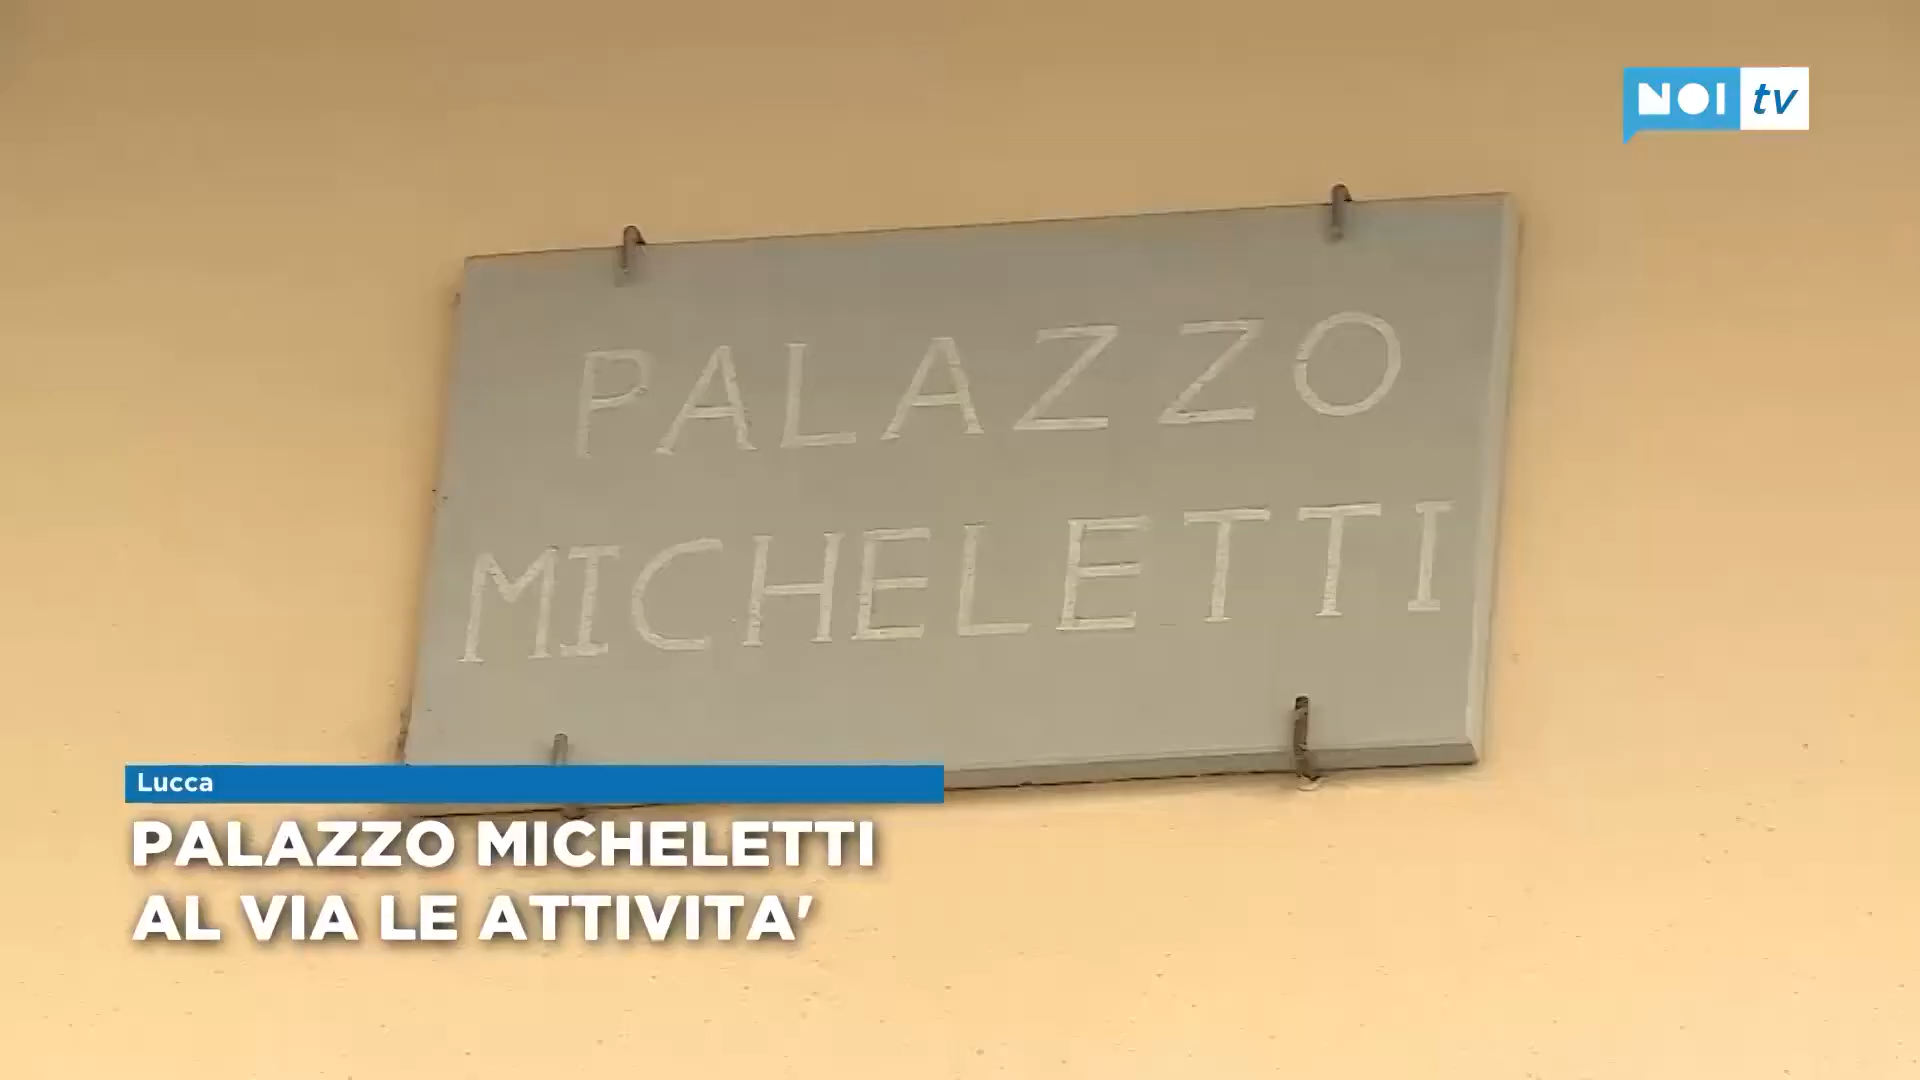 NOI tv
PALAZZO
MICHELETTI
Lucca
PALAZZO MICHELETTI
AL VIA LE ATTIVITA'